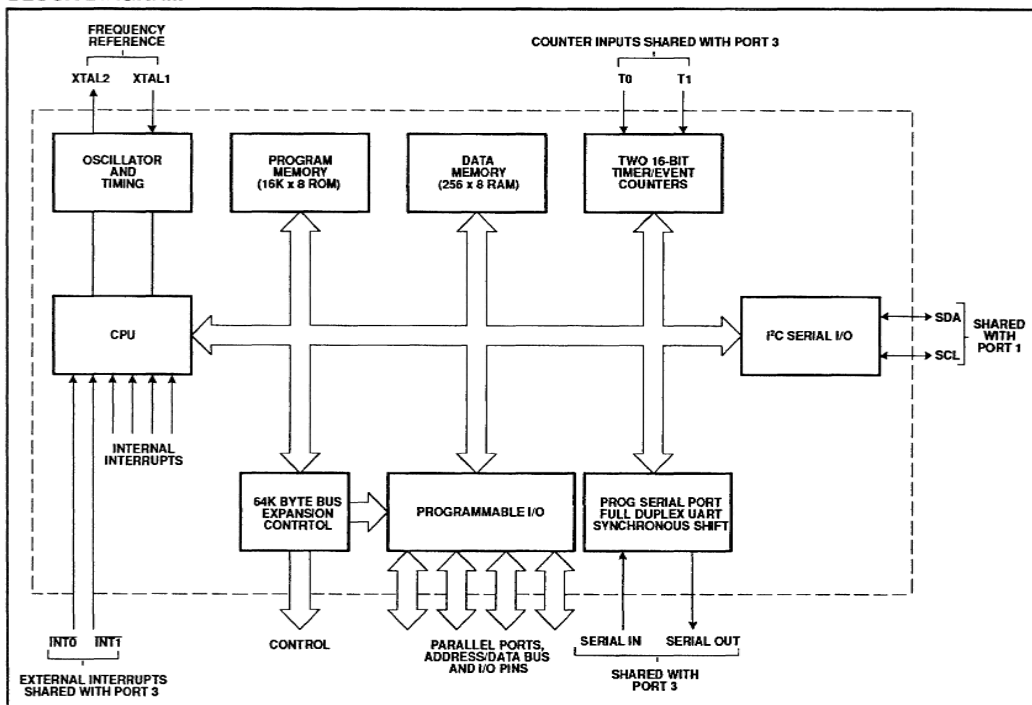 FREQUENCY
REFERENCE
XTAL2 XTAL1
COUNTER INPUTS SHARED WITH PORT 3
T0 T1
OSCILLATOR
AND
TIMING
PROGRAM
MEMORY
(16K x 8 ROM)
DATA
MEMORY
(256 x 8 RAM)
TWO 16-BIT
TIMER/EVENT
COUNTERS
CPU
I²C SERIAL I/O
SDA
SCL
SHARED
WITH
PORT 1
INTERNAL
INTERRUPTS
64K BYTE BUS
EXPANSION
CONTRTOL
PROGRAMMABLE I/O
PROG SERIAL PORT
FULL DUPLEX UART
SYNCHRONOUS SHIFT
INT0 INT1
EXTERNAL INTERRUPTS
SHARED WITH PORT 3
CONTROL
PARALLEL PORTS,
ADDRESS/DATA BUS
AND I/O PINS
SERIAL IN SERIAL OUT
SHARED WITH
PORT 3